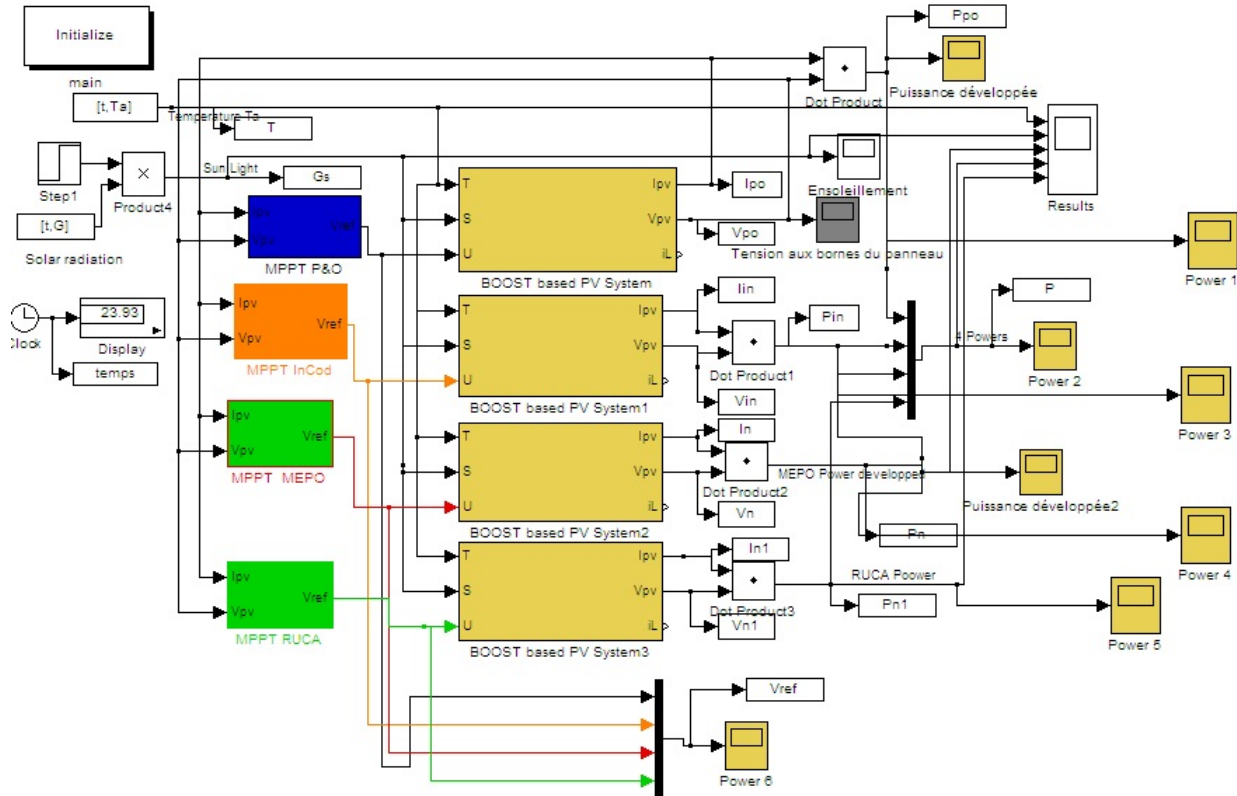 Initialize
main
[t,Ta]
Temperature Ta
T
Step1
Product4
Sun Light
Gs
[t,G]
Solar radiation
Clock
23.93
Display
temps
Ipv
Vpv
Vref
MPPT P&O
Ipv
Vpv
Vref
MPPT InCod
Ipv
Vpv
Vref
MPPT MEPO
Ipv
Vpv
Vref
MPPT RUCA
T
S
U
Ipv
Vpv
iL
BOOST based PV System
T
S
U
Ipv
Vpv
iL
BOOST based PV System1
T
S
U
Ipv
Vpv
iL
BOOST based PV System2
T
S
U
Ipv
Vpv
iL
BOOST based PV System3
Dot Product
Ppo
Puissance développée
Ipo
Vpo
Ensoleillement
Tension aux bornes du panneau
Results
Iin
Pin
Dot Product1
Vin
In
Dot Product2
Vn
MEPO Power developped
In1
Dot Product3
Vn1
RUCA Poower
Pn
Pn1
4 Powers
P
Puissance développée2
Power 1
Power 2
Power 3
Power 4
Power 5
Vref
Power 6